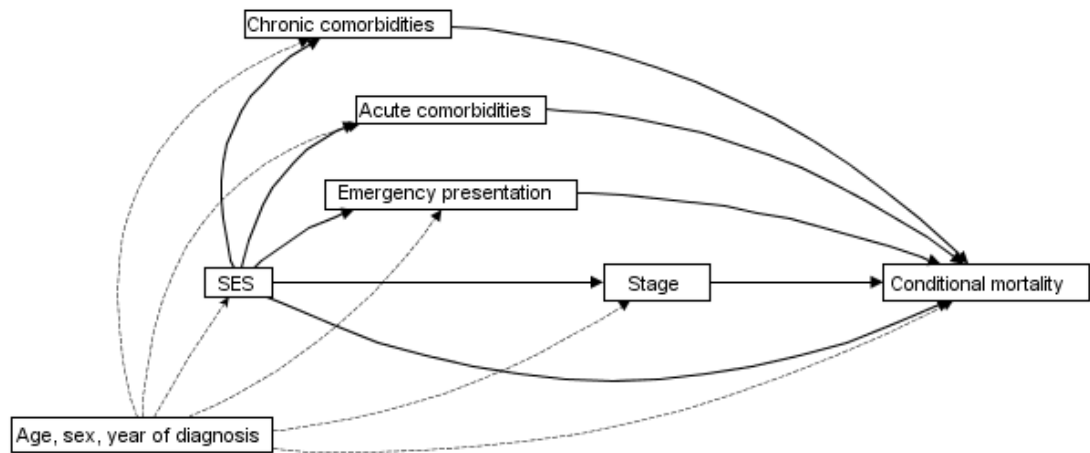 Chronic comorbidities
Acute comorbidities
Emergency presentation
SES
Stage
Conditional mortality
Age, sex, year of diagnosis